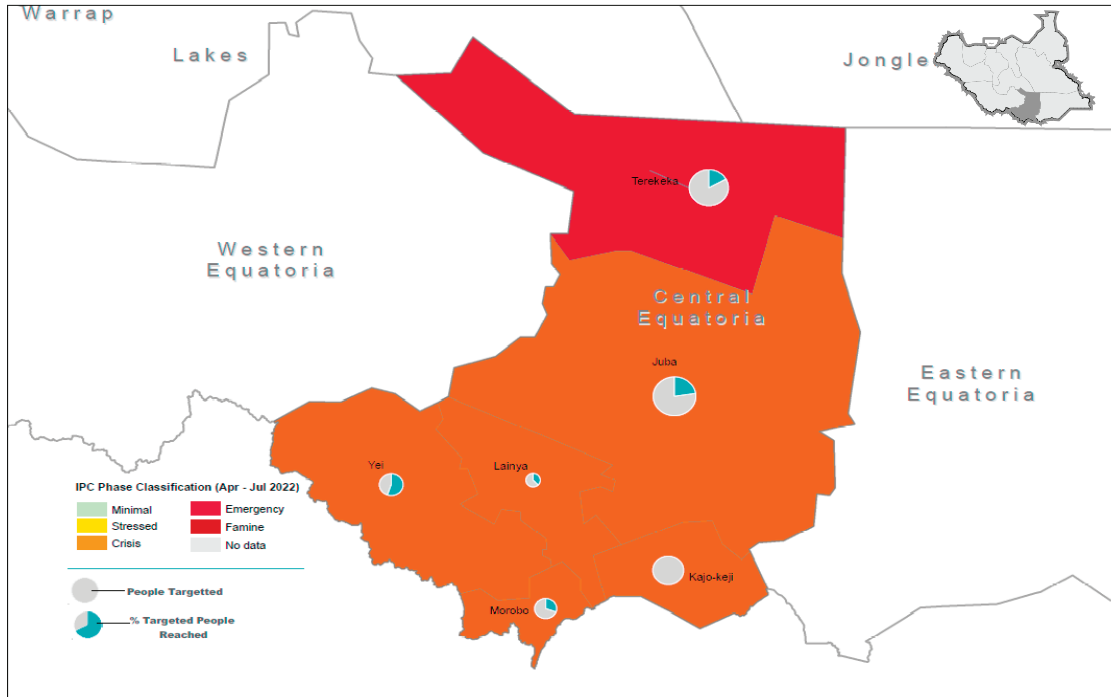 Warrap
Lakes
Jongle
Terekeka
Western
Equatoria
Central
Equatoria
Juba
Eastern
Equatoria
Yei
Lainya
IPC Phase Classification (Apr - Jul 2022)
Minimal
Emergency
Stressed
Famine
Crisis
No data
Kajo-keji
People Targetted
Morobo
% Targeted People
Reached